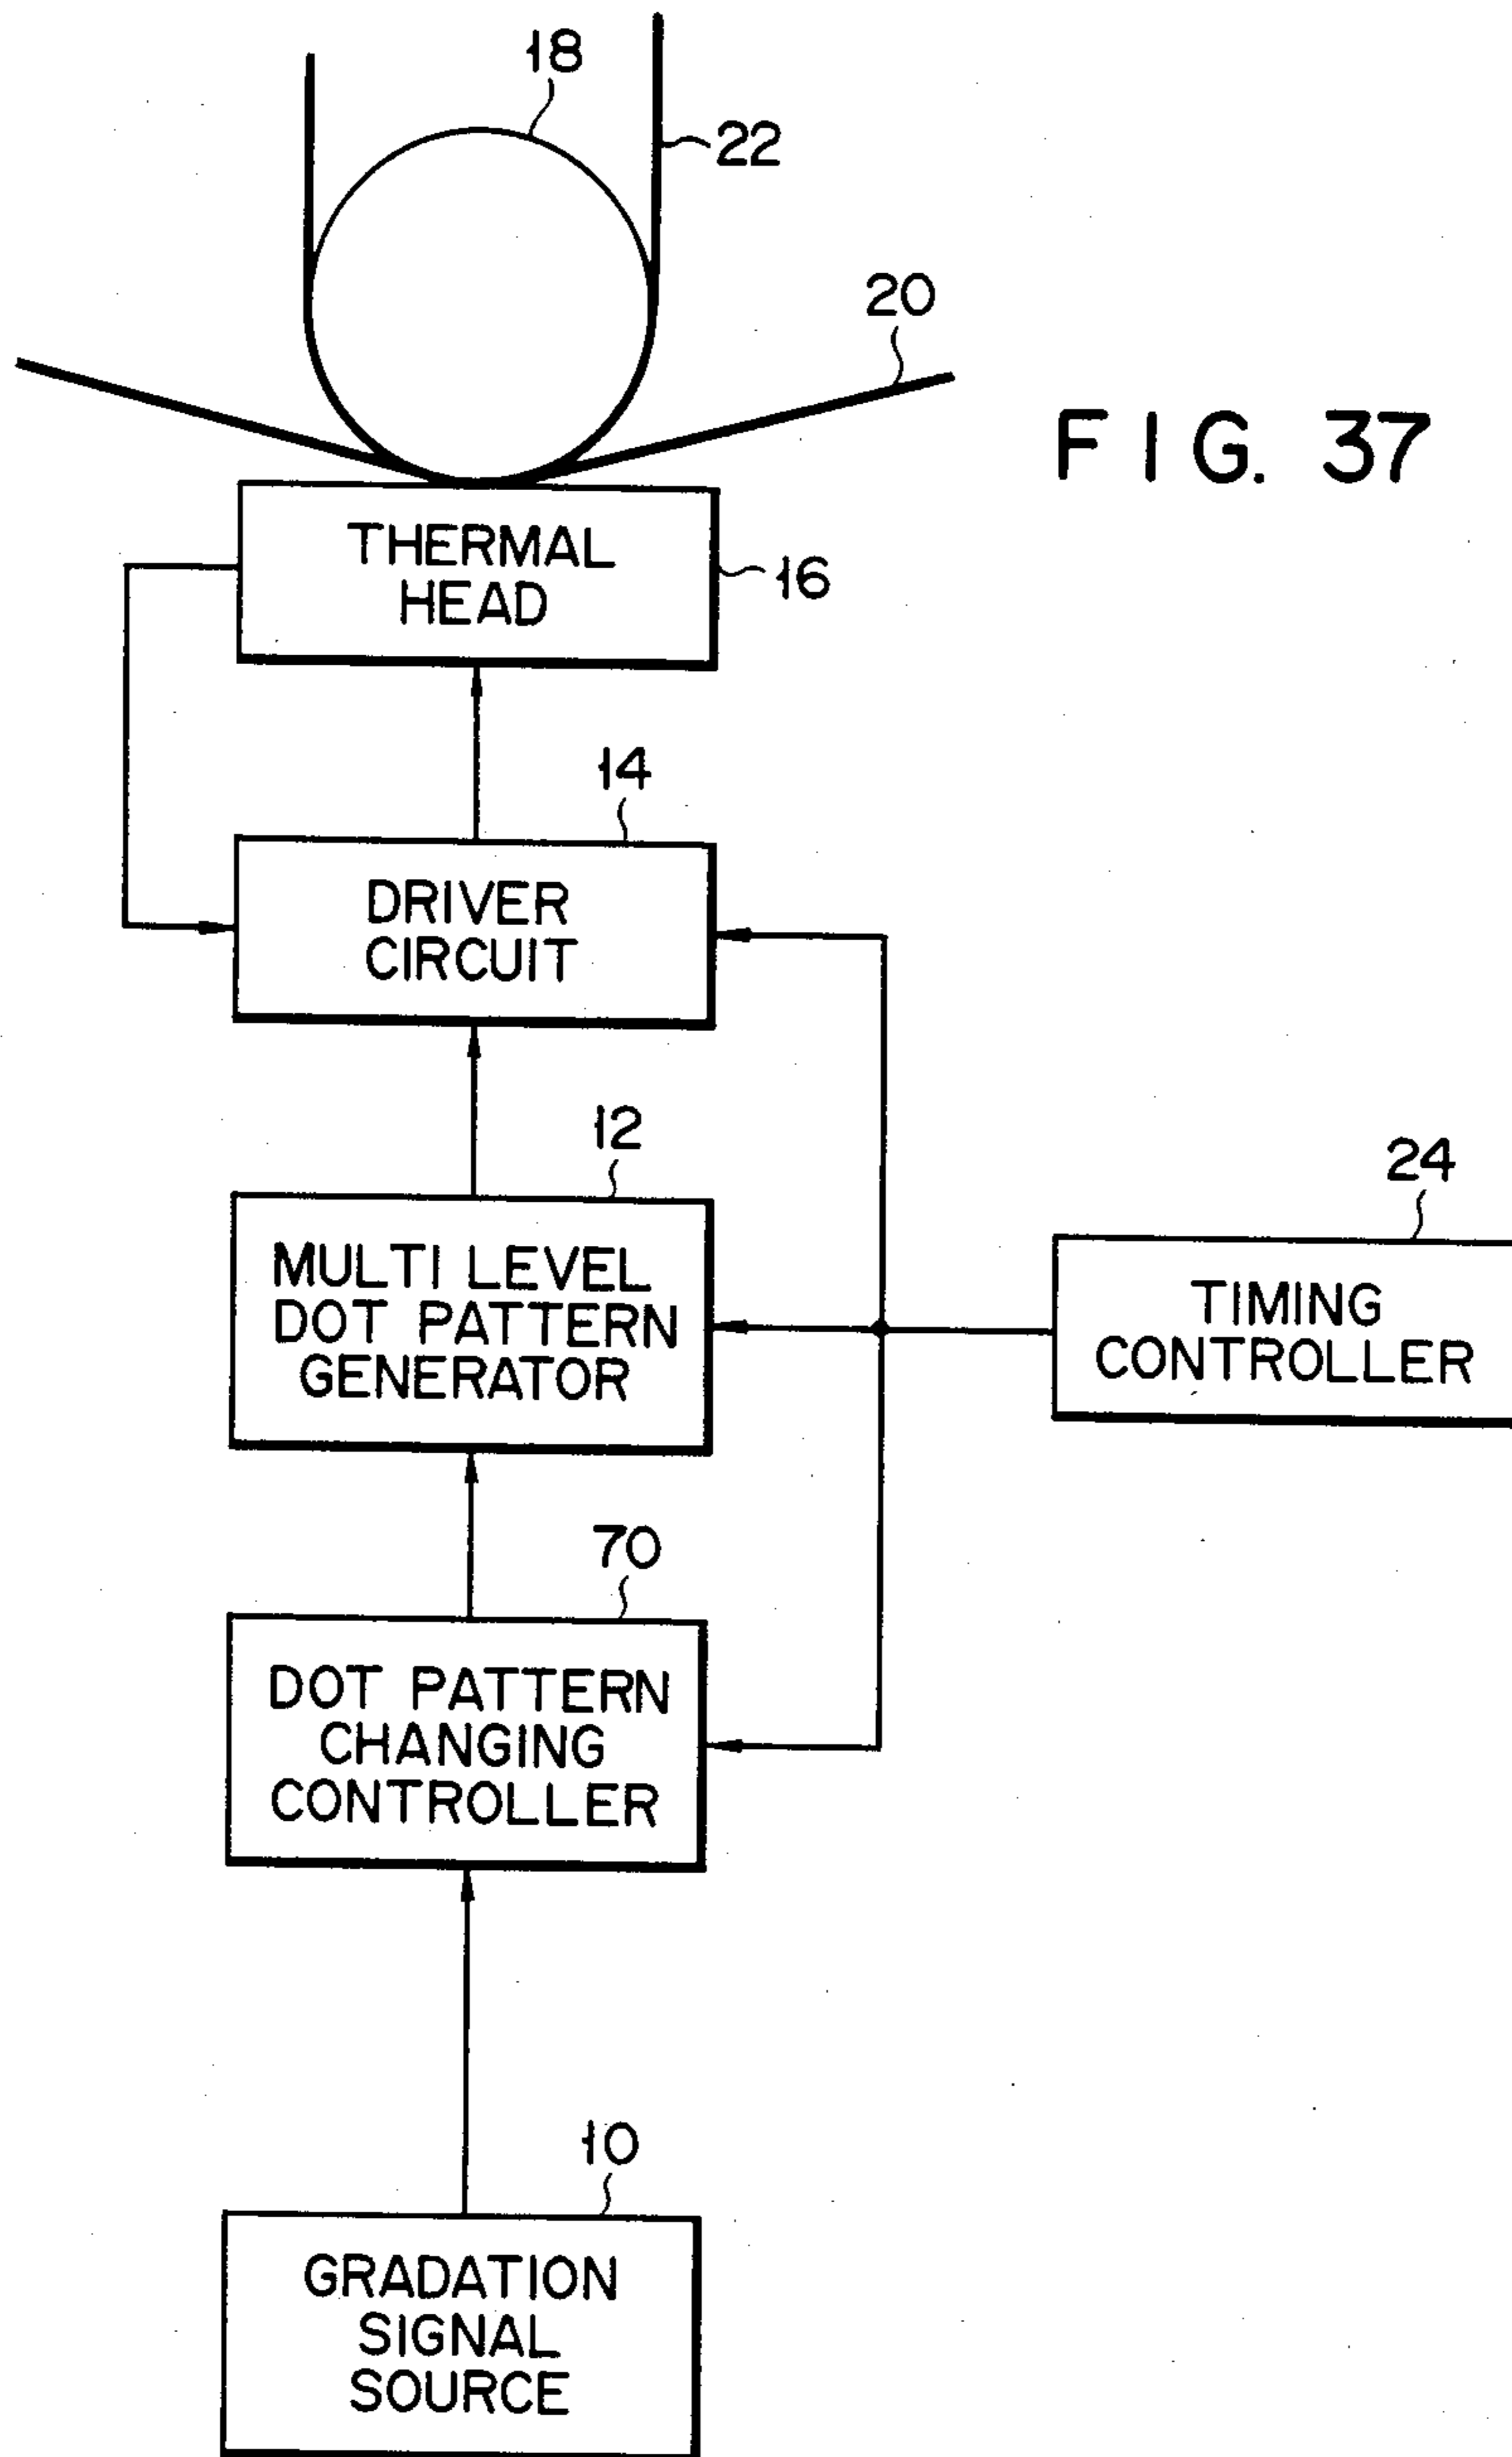 18
22
20
FIG. 37
THERMAL
HEAD
16
14
DRIVER
CIRCUIT
12
24
MULTI LEVEL
DOT PATTERN
GENERATOR
TIMING
CONTROLLER
70
DOT PATTERN
CHANGING
CONTROLLER
10
GRADATION
SIGNAL
SOURCE